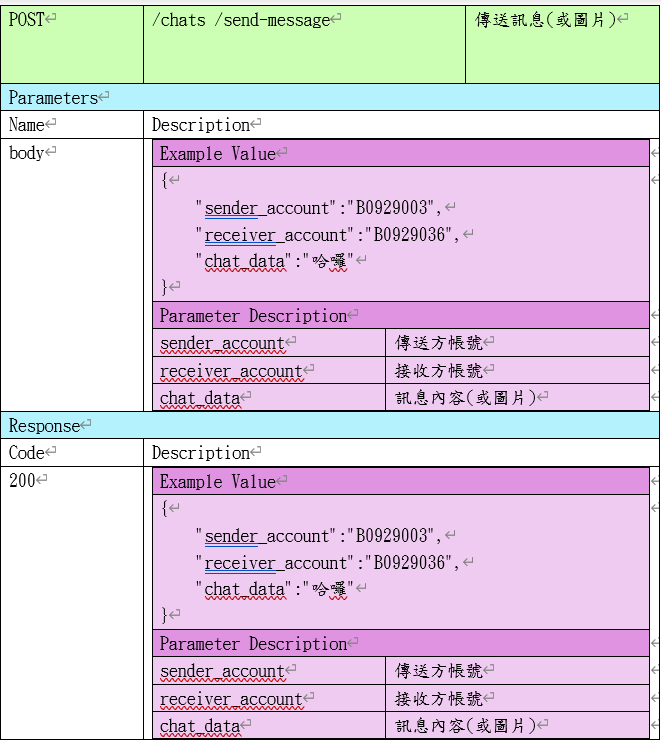 POST /chats /send-message 傳送訊息(或圖片)
Parameters
Name Description
body Example Value
{
"sender_account":"B0929003",
"receiver_account":"B0929036",
"chat_data":"哈囉"
}
Parameter Description
sender_account 傳送方帳號
receiver_account 接收方帳號
chat_data 訊息內容(或圖片)
Response
Code Description
200 Example Value
{
"sender_account":"B0929003",
"receiver_account":"B0929036",
"chat_data":"哈囉"
}
Parameter Description
sender_account 傳送方帳號
receiver_account 接收方帳號
chat_data 訊息內容(或圖片)